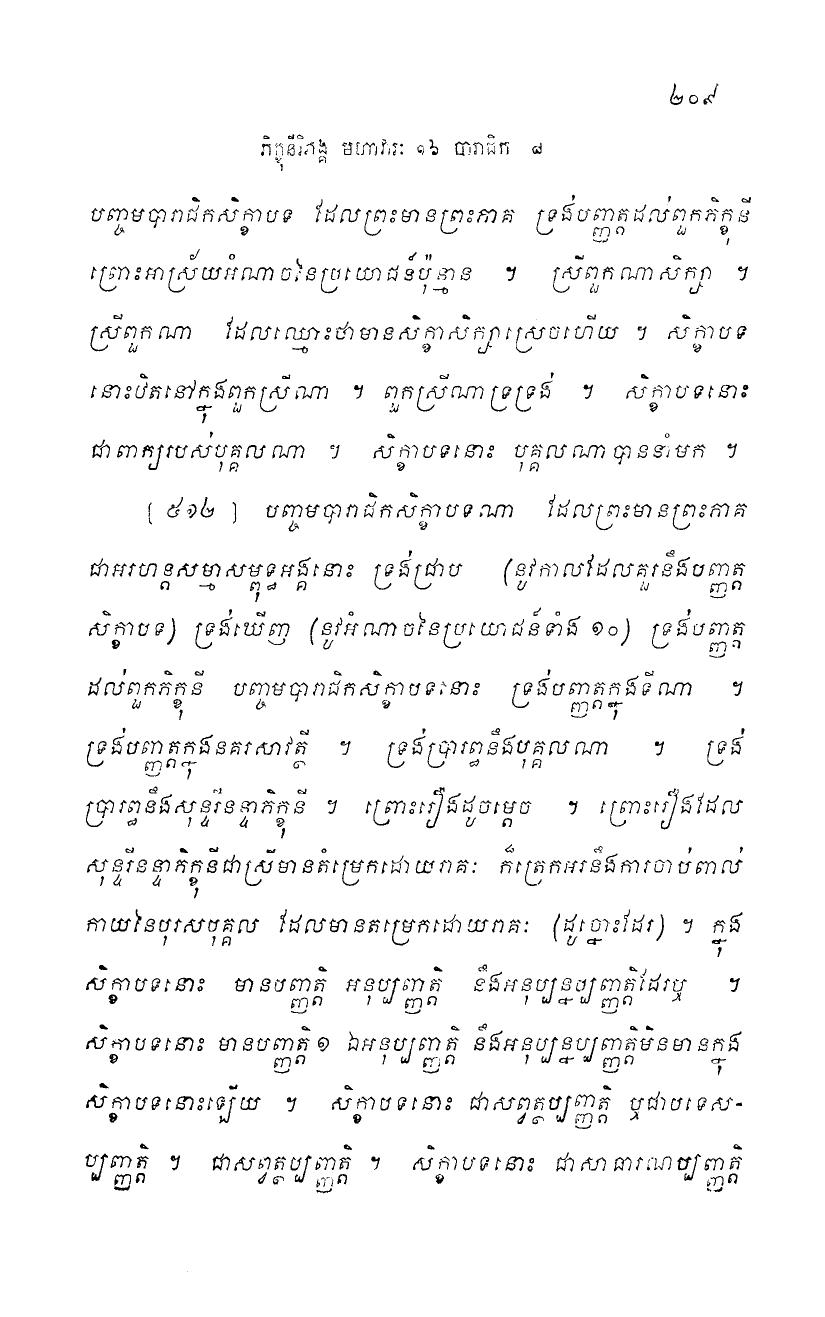 ២០៩
ភិក្ខុនីវិភង្គ មហាវារៈ ១៦ បារាជិក ៨
បញ្ចមបារាជិកសិក្ខាបទ ដែលព្រះមានព្រះភាគ ទ្រង់បញ្ញត្តដល់ពួកភិក្ខុនី
ព្រោះអាស្រ័យអំណាចនៃប្រយោជន៍ប៉ុន្មាន ។ ស្រីពួកណាសិក្សា ។
ស្រីពួកណា ដែលឈ្មោះថាមានសិក្ខាសិក្សាស្រេចហើយ ។ សិក្ខាបទ
នោះឋិតនៅក្នុងពួកស្រីណា ។ ពួកស្រីណាទ្រទ្រង់ ។ សិក្ខាបទនោះ
ជាពាក្យរបស់បុគ្គលណា ។ សិក្ខាបទនោះ បុគ្គលណាបាននាំមក ។
[ ៥១២ ] បញ្ចមបារាជិកសិក្ខាបទណា ដែលព្រះមានព្រះភាគ
ជាអរហន្តសម្មាសម្ពុទ្ធអង្គនោះ ទ្រង់ជ្រាប (នូវកាលដែលគួរនឹងបញ្ញត្ត
សិក្ខាបទ) ទ្រង់ឃើញ (នូវអំណាចនៃប្រយោជន៍ទាំង ១០) ទ្រង់បញ្ញត្ត
ដល់ពួកភិក្ខុនី បញ្ចមបារាជិកសិក្ខាបទនោះ ទ្រង់បញ្ញត្តក្នុងទីណា ។
ទ្រង់បញ្ញត្តក្នុងនគរសាវត្ថី ។ ទ្រង់ប្រារព្ធនឹងបុគ្គលណា ។ ទ្រង់
ប្រារព្ធនឹងសុន្ទរីនន្ទាភិក្ខុនី ។ ព្រោះរឿងដូចម្តេច ។ ព្រោះរឿងដែល
សុន្ទរីនន្ទាភិក្ខុនីជាស្រីមានតំម្រេកដោយរាគៈ ក៏ត្រេកអរនឹងការចាប់ពាល់
កាយនៃបុរសបុគ្គល ដែលមានតម្រេកដោយរាគៈ (ដូច្នោះដែរ) ។ ក្នុង
សិក្ខាបទនោះ មានបញ្ញត្តិ អនុប្បញ្ញត្តិ នឹងអនុប្បន្នប្បញ្ញត្តិដែរឬ ។
សិក្ខាបទនោះ មានបញ្ញត្តិ១ ឯអនុប្បញ្ញត្តិ នឹងអនុប្បន្នប្បញ្ញត្តិមិនមានក្នុង
សិក្ខាបទនោះឡើយ ។ សិក្ខាបទនោះ ជាសព្វត្ថប្បញ្ញត្តិ ឬជាបទេស-
ប្បញ្ញត្តិ ។ ជាសព្វត្ថប្បញ្ញត្តិ ។ សិក្ខាបទនោះ ជាសាធារណប្បញ្ញត្តិ